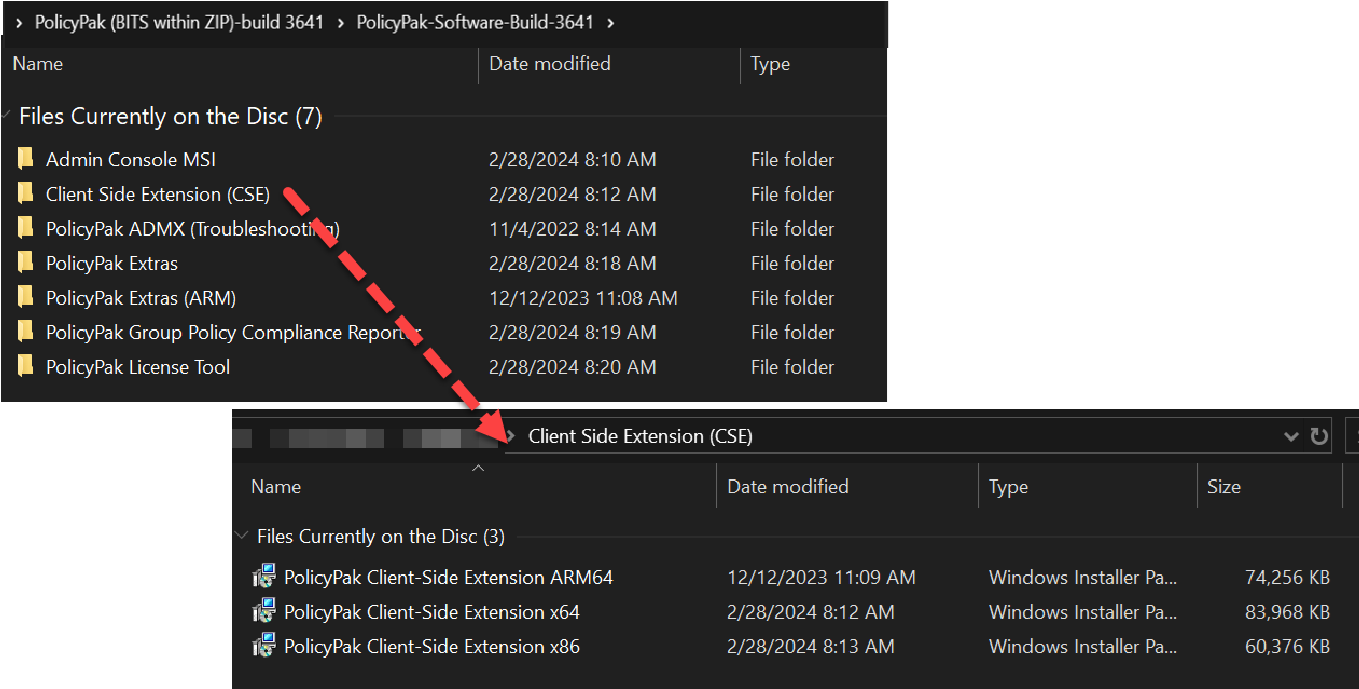 PolicyPak (BITS within ZIP)-build 3641 PolicyPak-Software-Build-3641
Name Date modified Type
Files Currently on the Disc (7)
Admin Console MSI 2/28/2024 8:10 AM File folder
Client Side Extension (CSE) 2/28/2024 8:12 AM File folder
PolicyPak ADMX (Troubleshooting) 11/4/2022 8:14 AM File folder
PolicyPak Extras 2/28/2024 8:18 AM File folder
PolicyPak Extras (ARM) 12/12/2023 11:08 AM File folder
PolicyPak Group Policy Compliance Reporter 2/28/2024 8:19 AM File folder
PolicyPak License Tool 2/28/2024 8:20 AM File folder
Client Side Extension (CSE)
Name Date modified Type Size
Files Currently on the Disc (3)
PolicyPak Client-Side Extension ARM64 12/12/2023 11:09 AM Windows Installer Pa... 74,256 KB
PolicyPak Client-Side Extension x64 2/28/2024 8:12 AM Windows Installer Pa... 83,968 KB
PolicyPak Client-Side Extension x86 2/28/2024 8:13 AM Windows Installer Pa... 60,376 KB